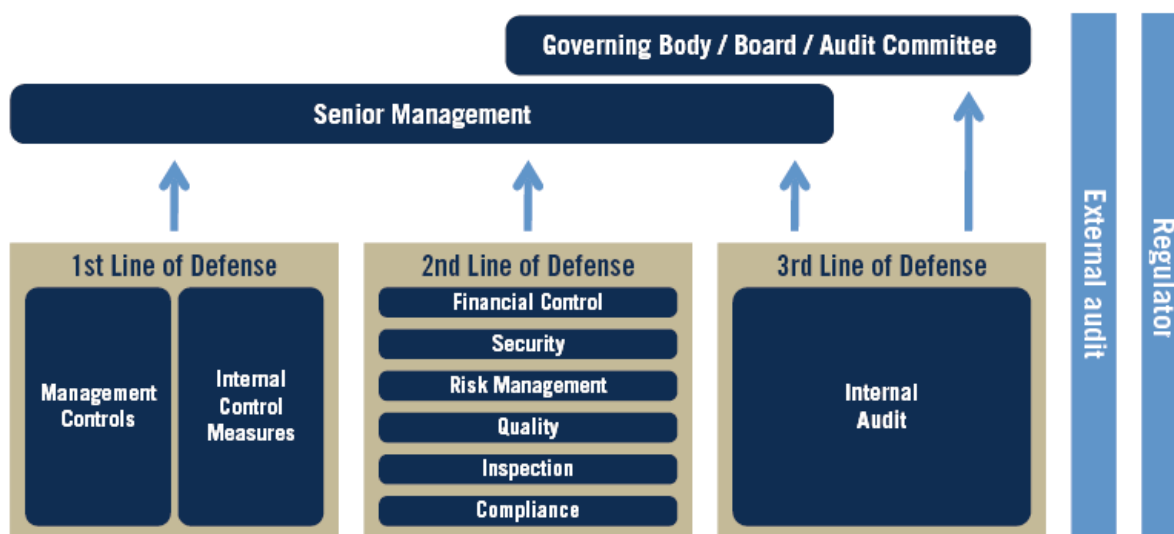 Governing Body / Board / Audit Committee
Senior Management
1st Line of Defense
Management
Controls
Internal
Control
Measures
2nd Line of Defense
Financial Control
Security
Risk Management
Quality
Inspection
Compliance
3rd Line of Defense
Internal
Audit
External audit
Regulator